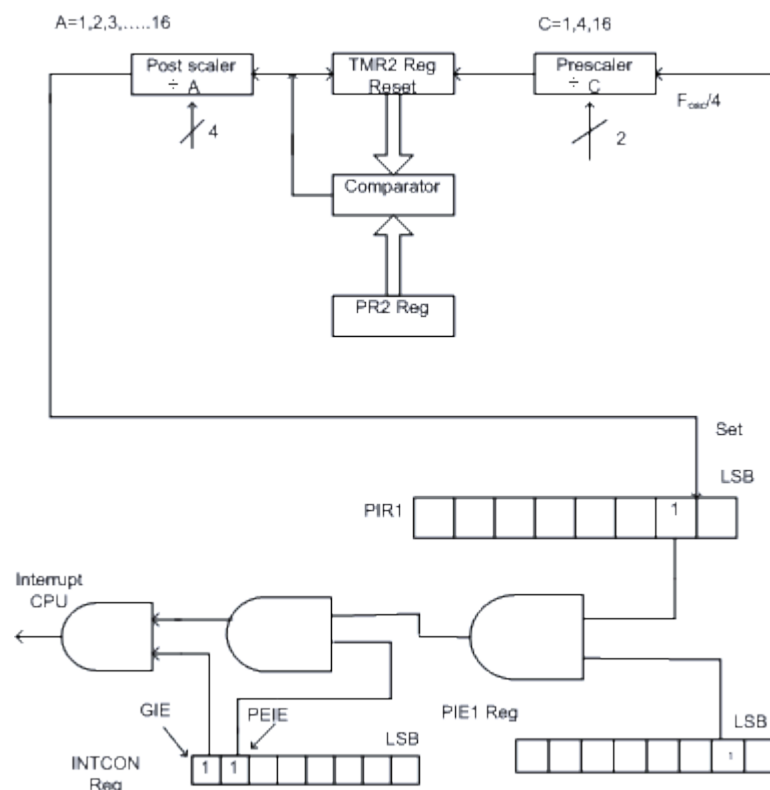 A=1,2,3,.....16
C=1,4,16
Post scaler
÷ A
TMR2 Reg
Reset
Prescaler
÷ C
Fosc/4
4
2
Comparator
PR2 Reg
Set
LSB
PIR1
1
Interrupt
CPU
GIE
PEIE
PIE1 Reg
LSB
LSB
INTCON
Reg
1 1
1